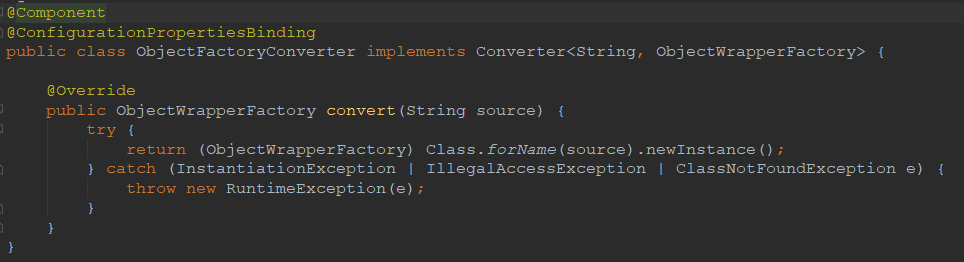 @Component
@ConfigurationPropertiesBinding
public class ObjectFactoryConverter implements Converter<String, ObjectWrapperFactory> {
@Override
public ObjectWrapperFactory convert(String source) {
try {
return (ObjectWrapperFactory) Class.forName(source).newInstance();
} catch (InstantiationException | IllegalAccessException | ClassNotFoundException e) {
throw new RuntimeException(e);
}
}
}